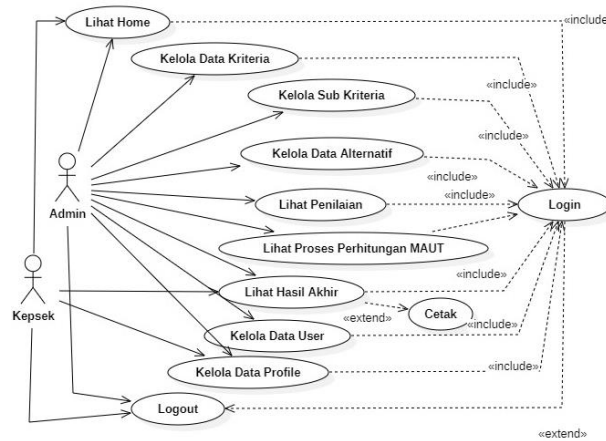 Lihat Home
«include»
Kelola Data Kriteria
«include»
Kelola Sub Kriteria
«include»
Kelola Data Alternatif
«include»
Admin
Lihat Penilaian
«include»
Login
Lihat Proses Perhitungan MAUT
Kepsek
Lihat Hasil Akhir
«include»
«extend»
Cetak
Kelola Data User
«include»
Kelola Data Profile
«include»
Logout
«extend»